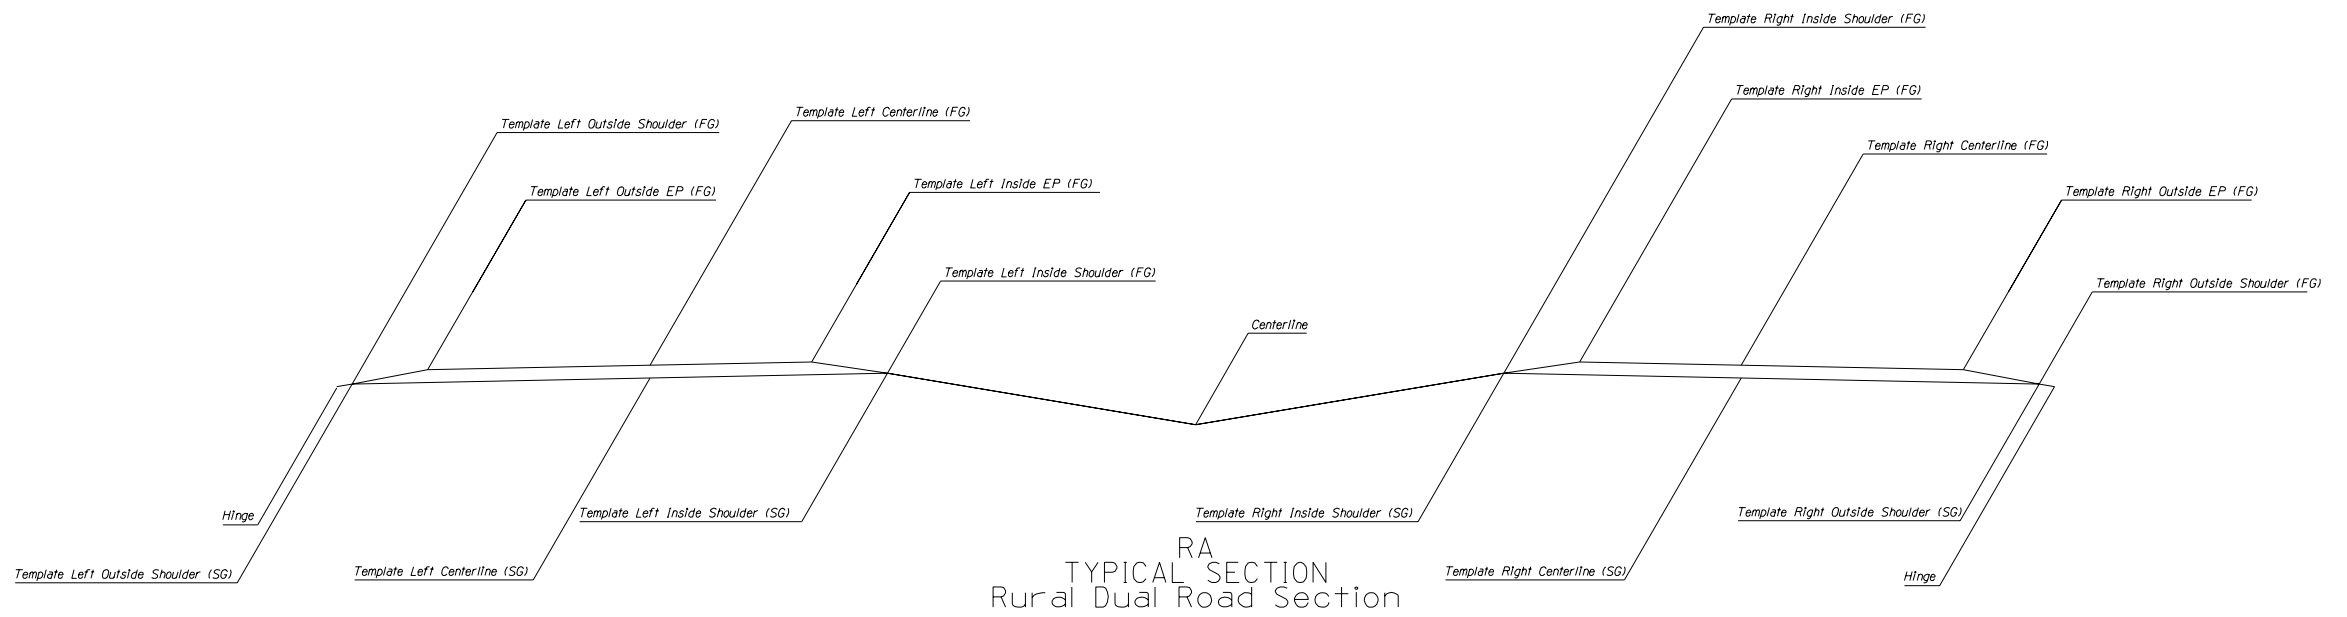 Template Right Inside Shoulder (FG)
Template Right Inside EP (FG)
Template Left Centerline (FG)
Template Left Outside Shoulder (FG)
Template Right Centerline (FG)
Template Left Inside EP (FG)
Template Left Outside EP (FG)
Template Right Outside EP (FG)
Template Left Inside Shoulder (FG)
Template Right Outside Shoulder (FG)
Centerline
Hinge
Template Left Inside Shoulder (SG)
Template Right Inside Shoulder (SG)
Template Right Outside Shoulder (SG)
Template Left Outside Shoulder (SG)
Template Left Centerline (SG)
Template Right Centerline (SG)
Hinge
RA
TYPICAL SECTION
Rural Dual Road Section